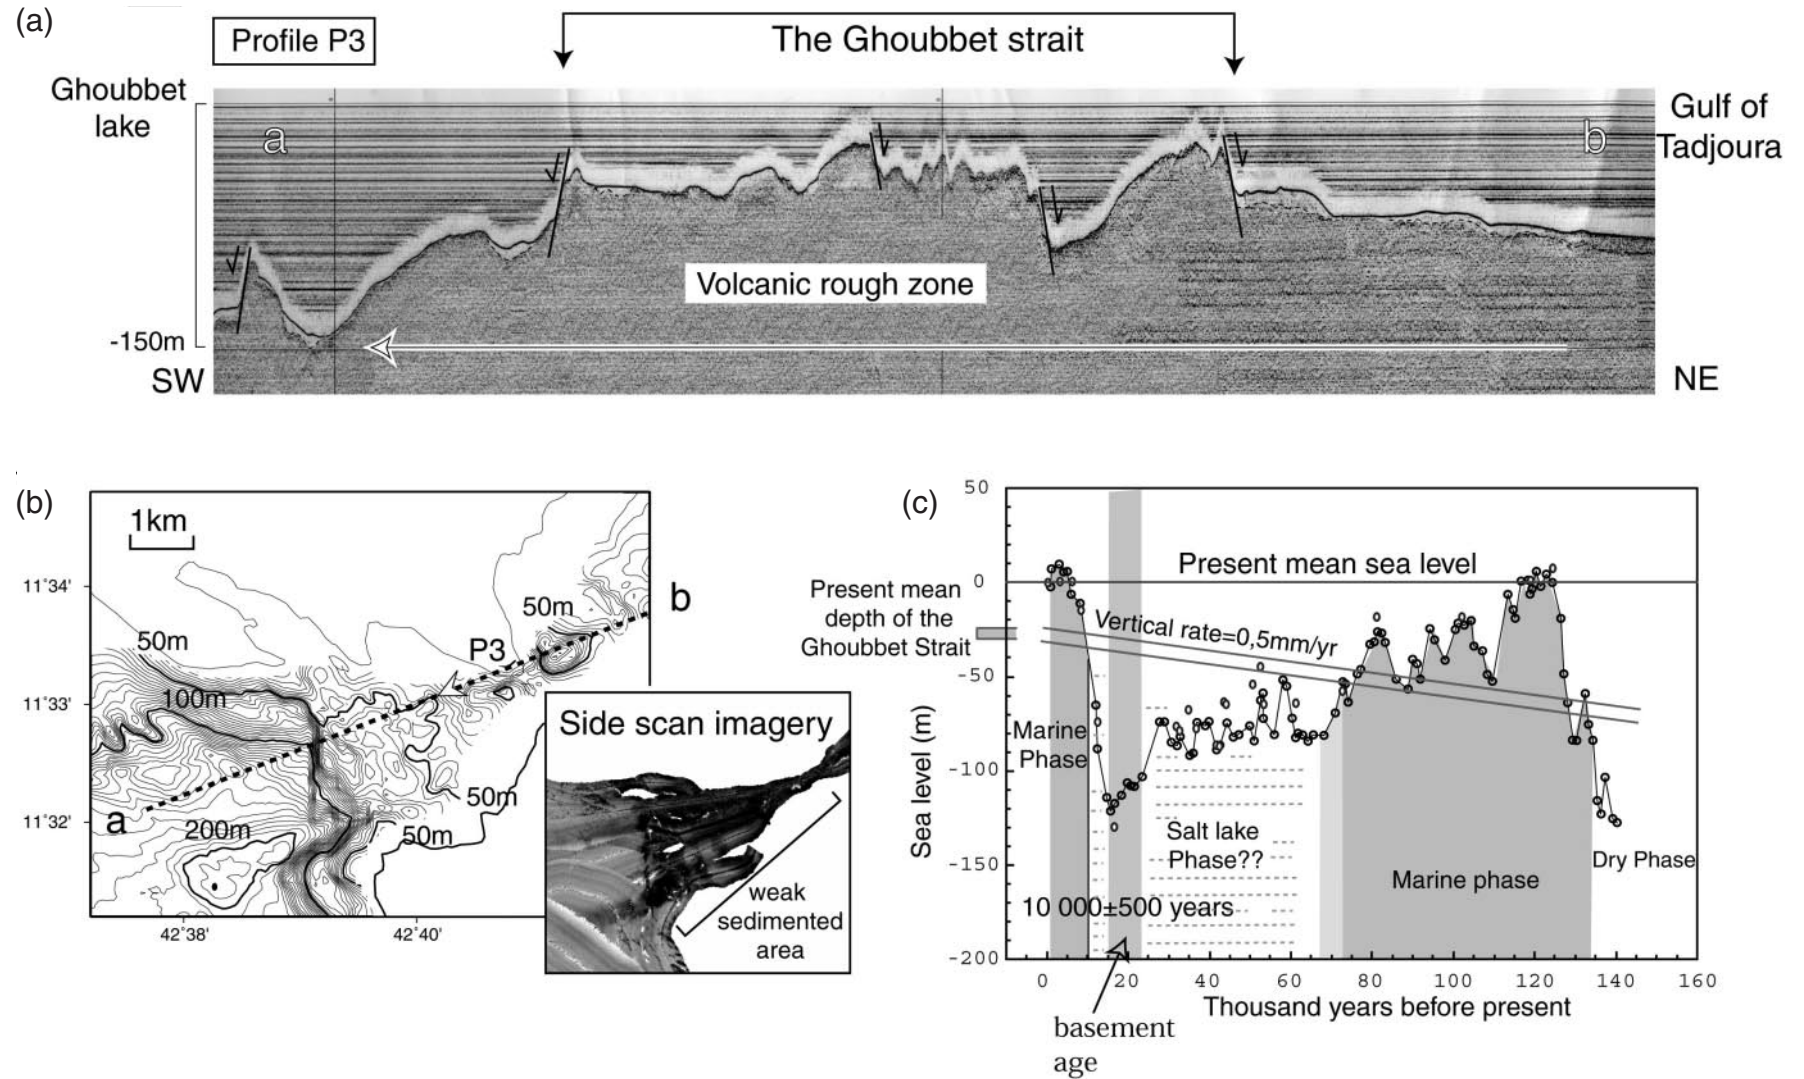 (a)
Profile P3
The Ghoubbet strait
Ghoubbet
lake
a
b
Gulf of
Tadjoura
Volcanic rough zone
-150m
SW
NE
(b)
1km
11°34'
11°33'
11°32'
50m
50m
b
P3
100m
a
200m
50m
50m
42°38'
42°40'
Side scan imagery
weak
sedimented
area
(c)
50
0
-50
-100
-150
-200
Sea level (m)
Present mean
depth of the
Ghoubbet Strait
Present mean sea level
Vertical rate=0,5mm/yr
Marine
Phase
Salt lake
Phase??
Marine phase
Dry Phase
10 000±500 years
0 20 40 60 80 100 120 140 160
Thousand years before present
basement
age